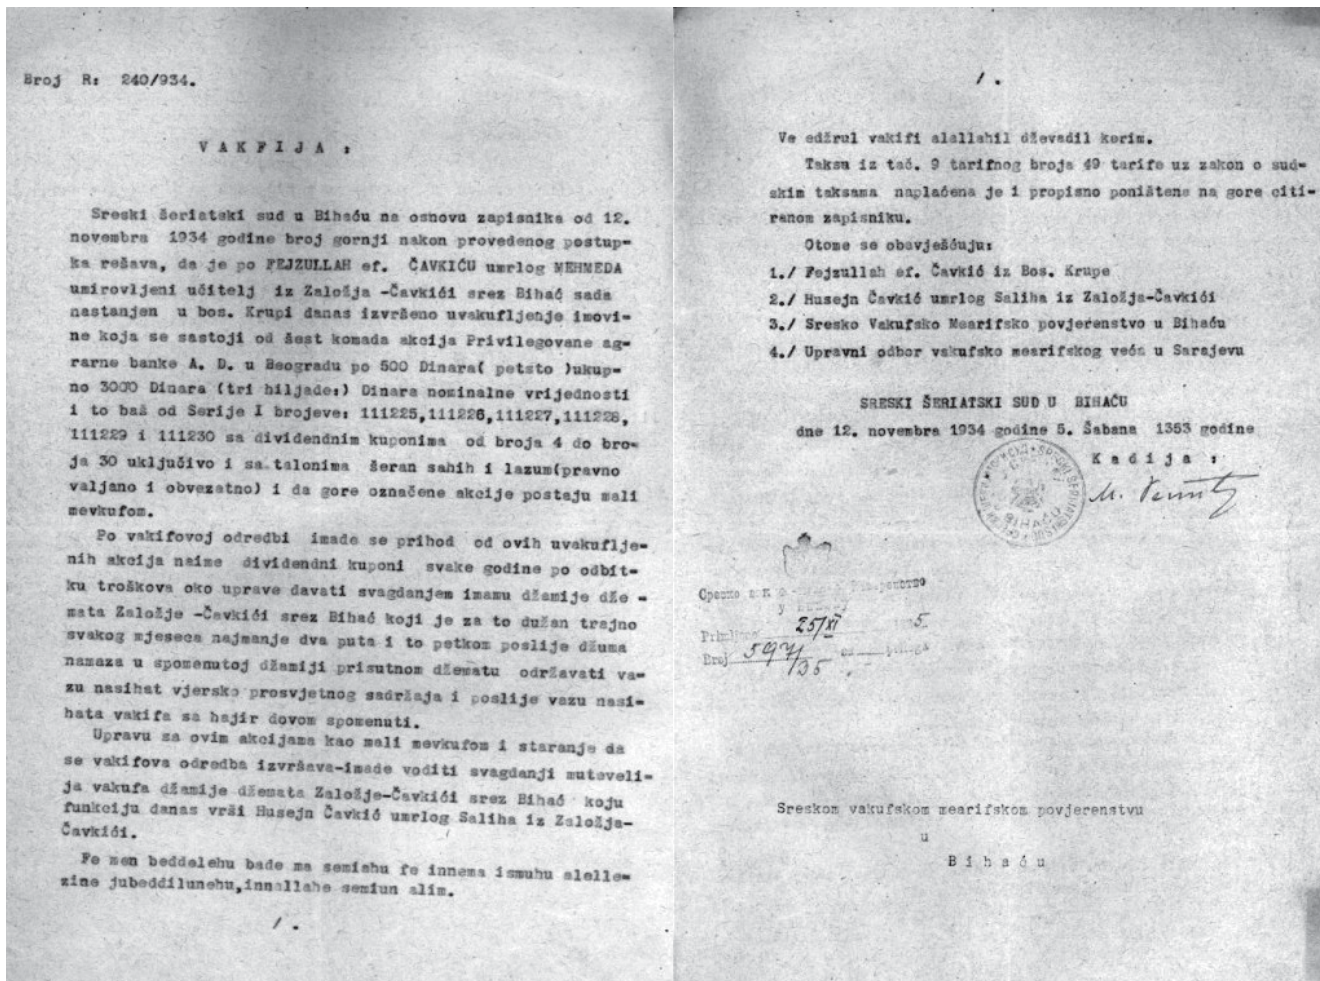 Broj R: 240/934.
V A K F I J A :
Sreski šeriatski sud u Bihaću na osnovu zapisnika od 12.
novembra 1934 godine broj gornji nakon provedenog postup-
ka rešava, da je po FEJZULLAH ef. ČAVKIĆU umrlog MEHMEDA
umirovljeni učitelj iz Založja -Čavkići srez Bihać sada
nastanjen u bos. Krupi danas izvršeno uvakufljenje imovi-
ne koja se sastoji od šest komada akcija Privilegovane ag-
rarne banke A. D. u Beogradu po 500 Dinara( petsto )ukup-
no 3000 Dinara (tri hiljade:) Dinara nominalne vrijednosti
i to baš od Serije I brojeve: 111225,111226,111227,111228,
111229 i 111230 sa dividendnim kuponima od broja 4 do bro-
ja 30 uključivo i sa talonima šeran sahih i lazum(pravno
valjano i obvezatno) i da gore označene akcije postaju mali
mevkufom.
Po vakifovoj odredbi imade se prihod od ovih uvakuflje-
nih akcija naime dividendni kuponi svake godine po odbit-
ku troškova oko uprave davati svagdanjem imamu džamije dže -
mata Založje -Čavkići srez Bihać koji je za to dužan trajno
svakog mjeseca najmanje dva puta i to petkom poslije džuma
namaza u spomenutoj džamiji prisutnom džematu održavati va-
zu nasihat vjersko prosvjetnog sadržaja i poslije vazu nasi-
hata vakifa sa hajir dovom spomenuti.
Upravu sa ovim akcijama kao mali mevkufom i staranje da
se vakifova odredba izvršava-imade voditi svagdanji muteveli-
ja vakufa džamije džemata Založje-Čavkići srez Bihać koju
funkciju danas vrši Husejn Čavkić umrlog Saliha iz Založja-
Čavkići.
Fe men beddelehu bade ma semiahu fe innema ismuhu alelle-
zine jubeddilunehu,innallahe semiun alim.
/ .
/ .
Ve edžrul vakifi alallahil dževadil kerim.
Taksa iz tač. 9 tarifnog broja 49 tarife uz zakon o sud-
skim taksama naplaćena je i propisno poništena na gore citi-
ranom zapisniku.
Otome se obavješćuju:
1./ Fejzullah ef. Čavkić iz Bos. Krupe
2./ Husejn Čavkić umrlog Saliha iz Založja-Čavkići
3./ Sresko Vakufsko Mearifsko povjerenstvo u Bihaću
4./ Upravni odbor vakufsko mearifskog veća u Sarajevu
SRESKI ŠERIATSKI SUD U BIHAĆU
dne 12. novembra 1934 godine 5. Šabana 1353 godine
K a d i j a :
M.
BIHAĆU
Среско
у
25/XI 5
Broj 597/35
Sreskom vakufskom mearifskom povjerenstvu
u
B i h a ć u